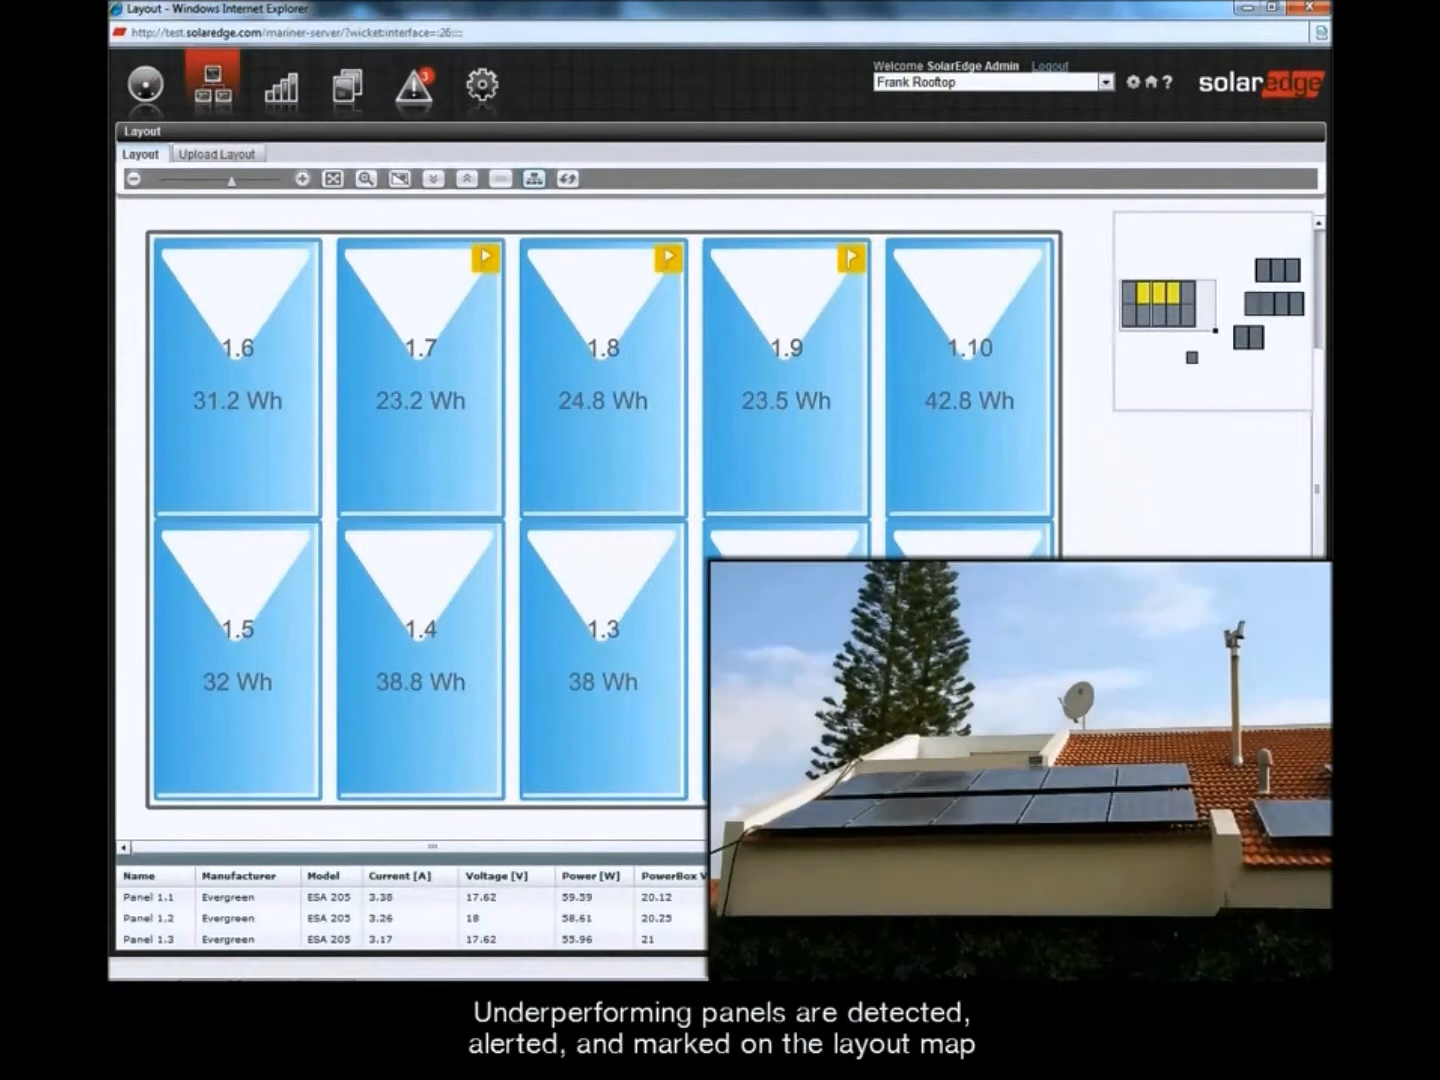 Layout - Windows Internet Explorer
http://test.solaredge.com/mariner-server/?wicket:interface=:26::::
Welcome SolarEdge Admin Logout
Frank Rooftop
?
solaredge
3
Layout
Layout Upload Layout
1.6 1.7 1.8 1.9 1.10
31.2 Wh 23.2 Wh 24.8 Wh 23.5 Wh 42.8 Wh
1.5 1.4 1.3
32 Wh 38.8 Wh 38 Wh
Name Manufacturer Model Current [A] Voltage [V] Power [W] PowerBox V
Panel 1.1 Evergreen ESA 205 3.38 17.62 59.59 20.12
Panel 1.2 Evergreen ESA 205 3.26 18 58.61 20.25
Panel 1.3 Evergreen ESA 205 3.17 17.62 55.96 21
Underperforming panels are detected,
alerted, and marked on the layout map